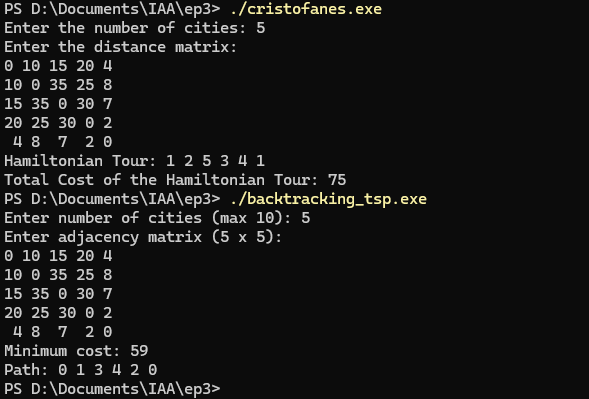 PS D:\Documents\IAA\ep3> ./cristofanes.exe
Enter the number of cities: 5
Enter the distance matrix:
0 10 15 20 4
10 0 35 25 8
15 35 0 30 7
20 25 30 0 2
 4 8  7  2 0
Hamiltonian Tour: 1 2 5 3 4 1
Total Cost of the Hamiltonian Tour: 75
PS D:\Documents\IAA\ep3> ./backtracking_tsp.exe
Enter number of cities (max 10): 5
Enter adjacency matrix (5 x 5):
0 10 15 20 4
10 0 35 25 8
15 35 0 30 7
20 25 30 0 2
 4 8  7  2 0
Minimum cost: 59
Path: 0 1 3 4 2 0
PS D:\Documents\IAA\ep3>